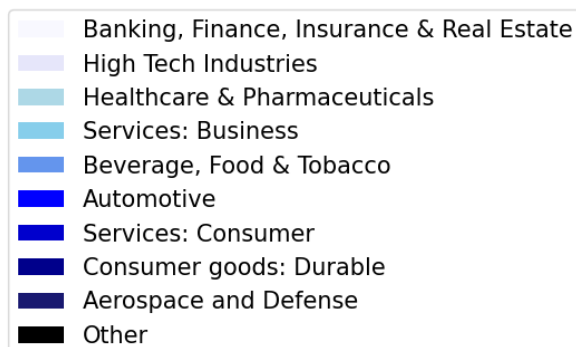 Banking, Finance, Insurance & Real Estate
High Tech Industries
Healthcare & Pharmaceuticals
Services: Business
Beverage, Food & Tobacco
Automotive
Services: Consumer
Consumer goods: Durable
Aerospace and Defense
Other